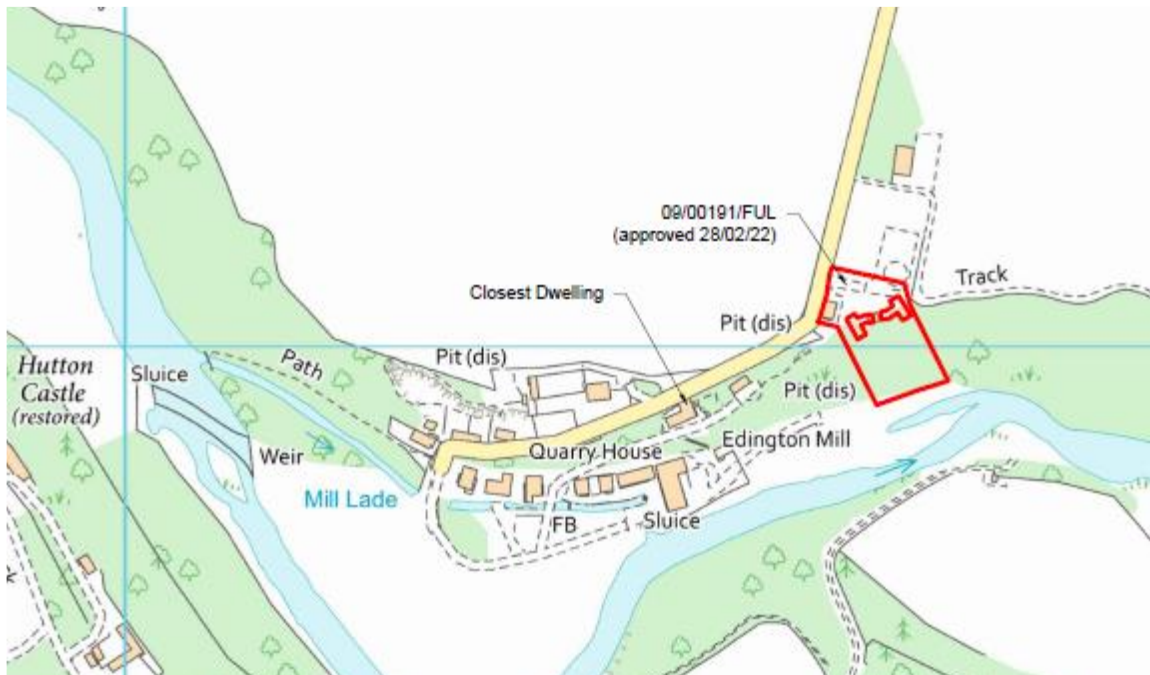 09/00191/FUL
(approved 28/02/22)
Track
Closest Dwelling
Pit (dis)
Path
Pit (dis)
Hutton
Castle
(restored)
Sluice
Pit (dis)
Weir
Quarry House
Edington Mill
Mill Lade
FB
Sluice